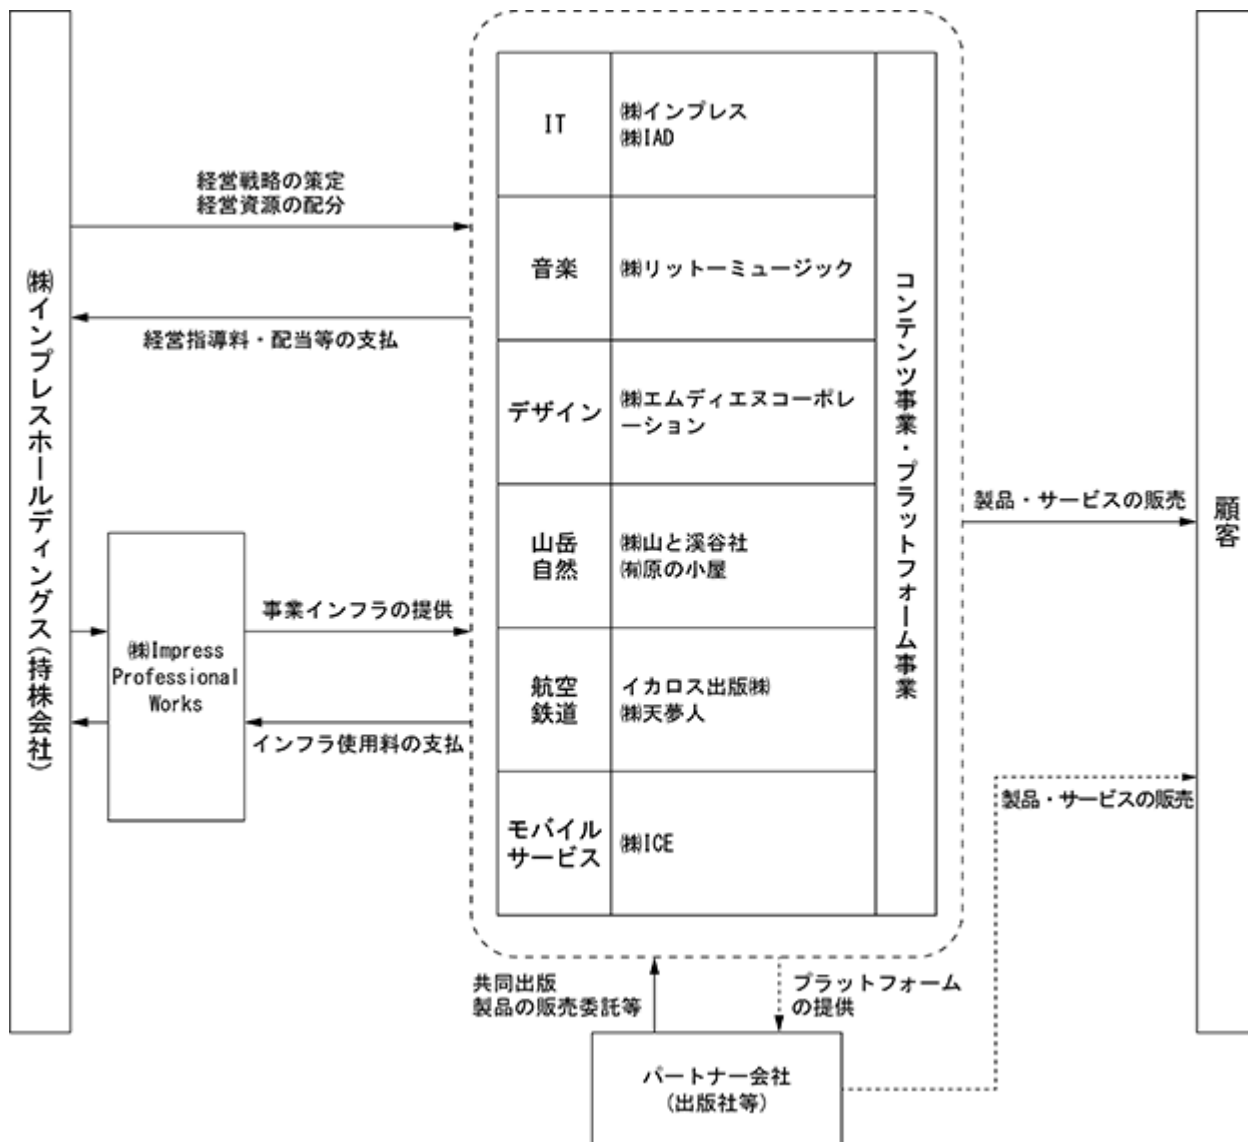 ㈱インプレスホールディングス(持株会社)
経営戦略の策定
経営資源の配分
経営指導料・配当等の支払
㈱Impress
Professional
Works
事業インフラの提供
インフラ使用料の支払
IT
㈱インプレス
㈱IAD
音楽
㈱リットーミュージック
デザイン
㈱エムディエヌコーポレ
ーション
山岳
自然
㈱山と溪谷社
㈲原の小屋
航空
鉄道
イカロス出版㈱
㈱天夢人
モバイル
サービス
㈱ICE
コンテンツ事業・プラットフォーム事業
製品・サービスの販売
顧客
製品・サービスの販売
共同出版
製品の販売委託等
プラットフォーム
の提供
パートナー会社
(出版社等)